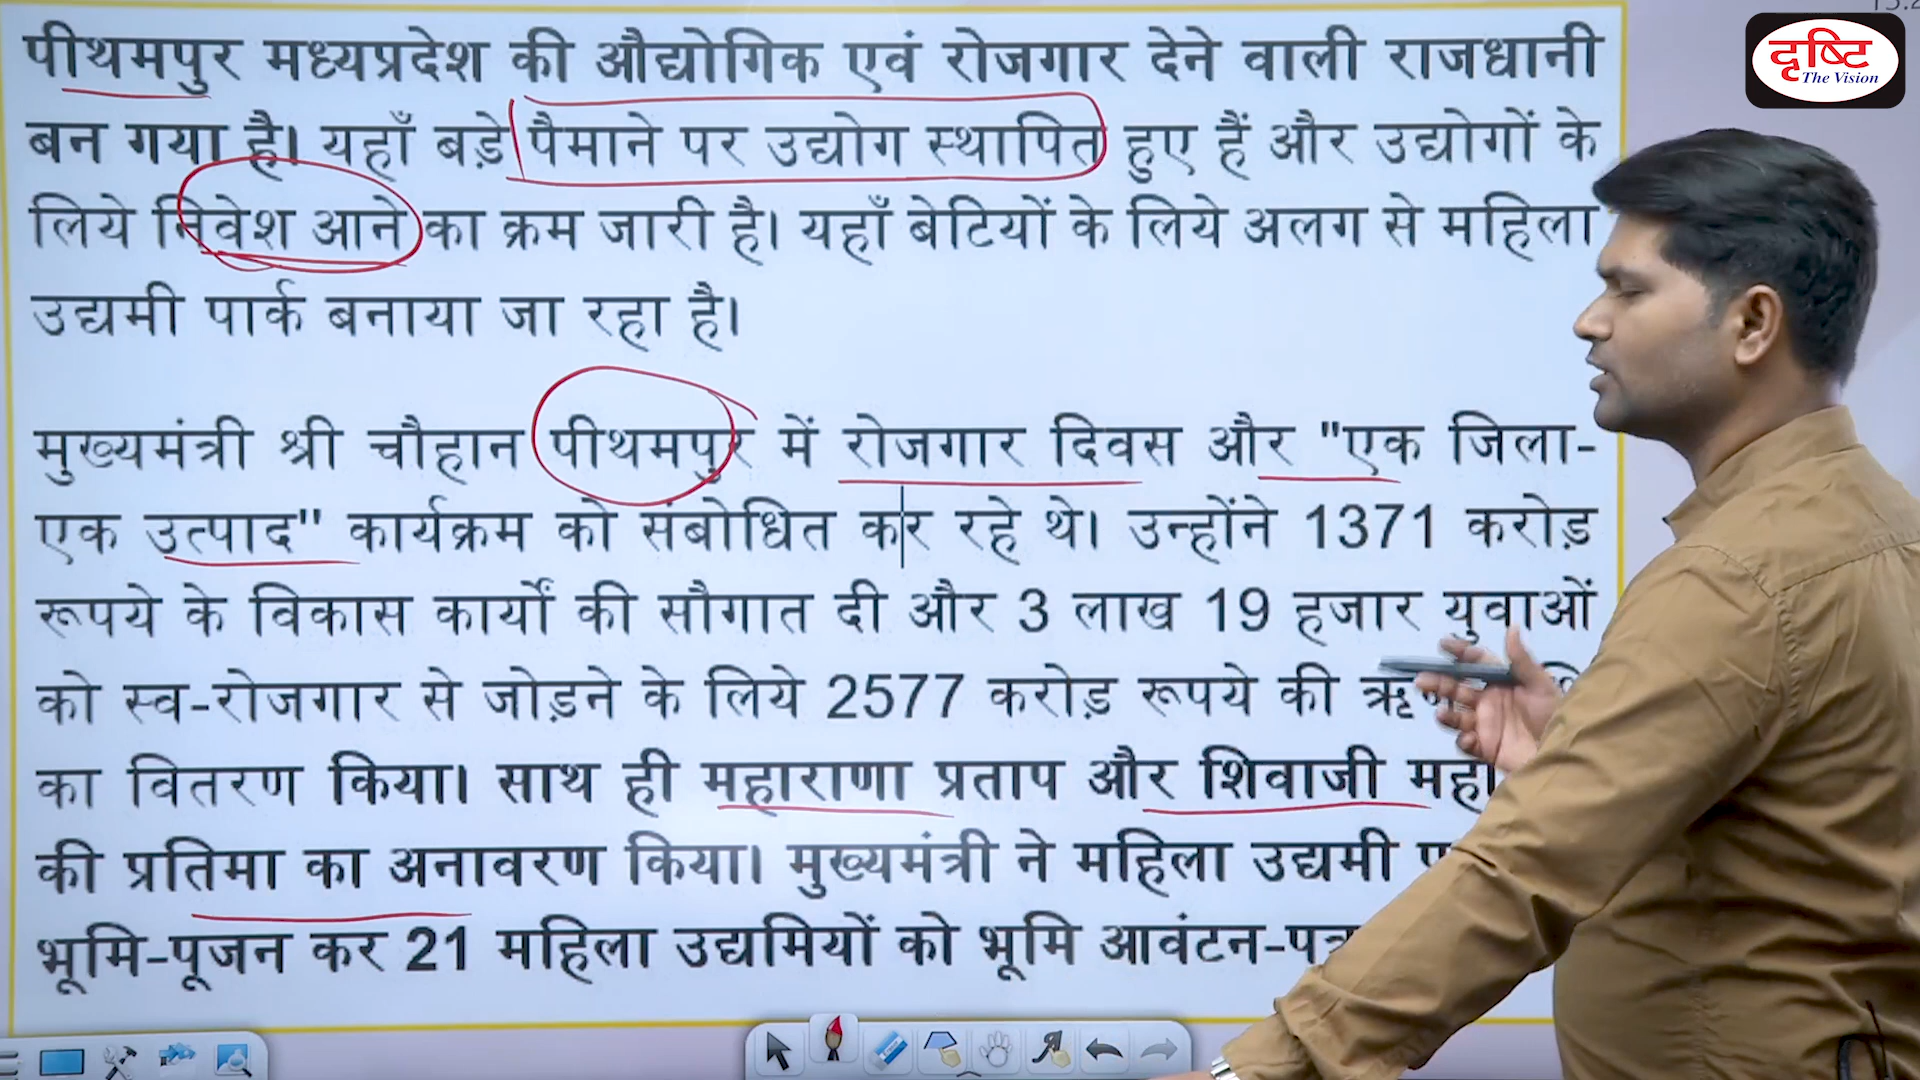 दृष्टि
The Vision
पीथमपुर मध्यप्रदेश की औद्योगिक एवं रोजगार देने वाली राजधानी
बन गया है। यहाँ बड़े पैमाने पर उद्योग स्थापित हुए हैं और उद्योगों के
लिये निवेश आने का क्रम जारी है। यहाँ बेटियों के लिये अलग से महिला
उद्यमी पार्क बनाया जा रहा है।
मुख्यमंत्री श्री चौहान पीथमपुर में रोजगार दिवस और "एक जिला-
एक उत्पाद" कार्यक्रम को संबोधित कर रहे थे। उन्होंने 1371 करोड़
रूपये के विकास कार्यों की सौगात दी और 3 लाख 19 हजार युवाओं
को स्व-रोजगार से जोड़ने के लिये 2577 करोड़ रूपये की
का वितरण किया। साथ ही महाराणा प्रताप और शिवाजी
की प्रतिमा का अनावरण किया। मुख्यमंत्री ने महिला उद्यमी
भूमि-पूजन कर 21 महिला उद्यमियों को भूमि आवंटन-पत्र